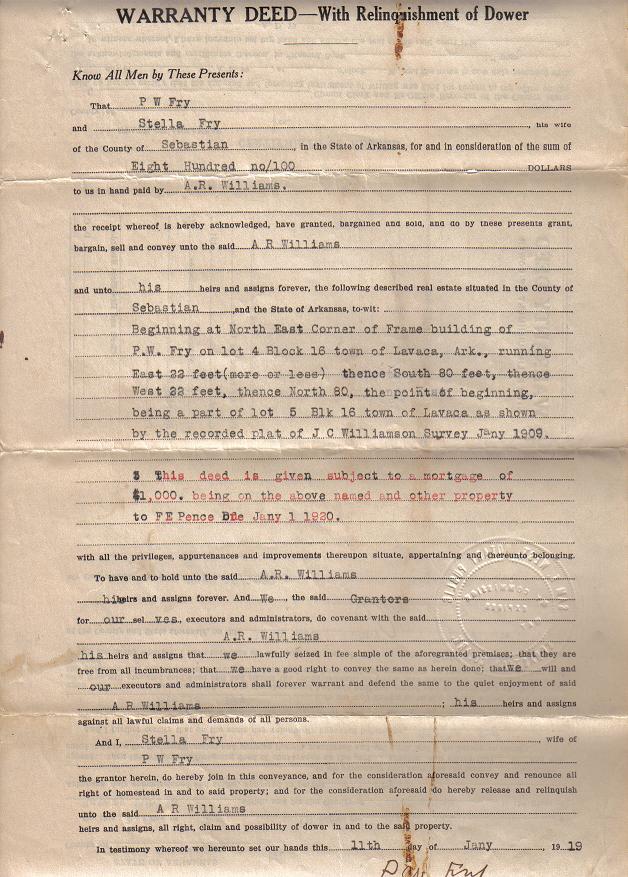 WARRANTY DEED—With Relinquishment of Dower
Know All Men by These Presents:
That P W Fry
and Stella Fry , his wife
of the County of Sebastian , in the State of Arkansas, for and in consideration of the sum of
Eight Hundred no/100 DOLLARS
to us in hand paid by A.R. Williams.
the receipt whereof is hereby acknowledged, have granted, bargained and sold, and do by these presents grant,
bargain, sell and convey unto the said A R Williams
and unto his heirs and assigns forever, the following described real estate situated in the County of
Sebastian ,and the State of Arkansas, to-wit:
Beginning at North East Corner of Frame building of
P.W. Fry on lot 4 Block 16 town of Lavaca, Ark., running
East 22 feet(more or less) thence South 80 feet, thence
West 22 feet, thence North 80, the point of beginning,
being a part of lot 5 Blk 16 town of Lavaca as shown
by the recorded plat of J C Williamson Survey Jany 1909.
This deed is given subject to a mortgage of
$1,000. being on the above named and other property
to F E Pence Due Jany 1 1920.
with all the privileges, appurtenances and improvements thereupon situate, appertaining and thereunto belonging.
To have and to hold unto the said A.R. Williams
his heirs and assigns forever. And We , the said Grantors
for our sel ves, executors and administrators, do covenant with the said
A.R. Williams
his heirs and assigns that we lawfully seized in fee simple of the aforegranted premises; that they are
free from all incumbrances; that we have a good right to convey the same as herein done; that we will and
our executors and administrators shall forever warrant and defend the same to the quiet enjoyment of said
A R Williams ; his heirs and assigns
against all lawful claims and demands of all persons.
And I, Stella Fry , wife of
P W Fry
the grantor herein, do hereby join in this conveyance, and for the consideration aforesaid convey and renounce all
right of homestead in and to said property; and for the consideration aforesaid do hereby release and relinquish
unto the said A R Williams
heirs and assigns, all right, claim and possibility of dower in and to the said property.
In testimony whereof we hereunto set our hands this 11th day of Jany , 19 19